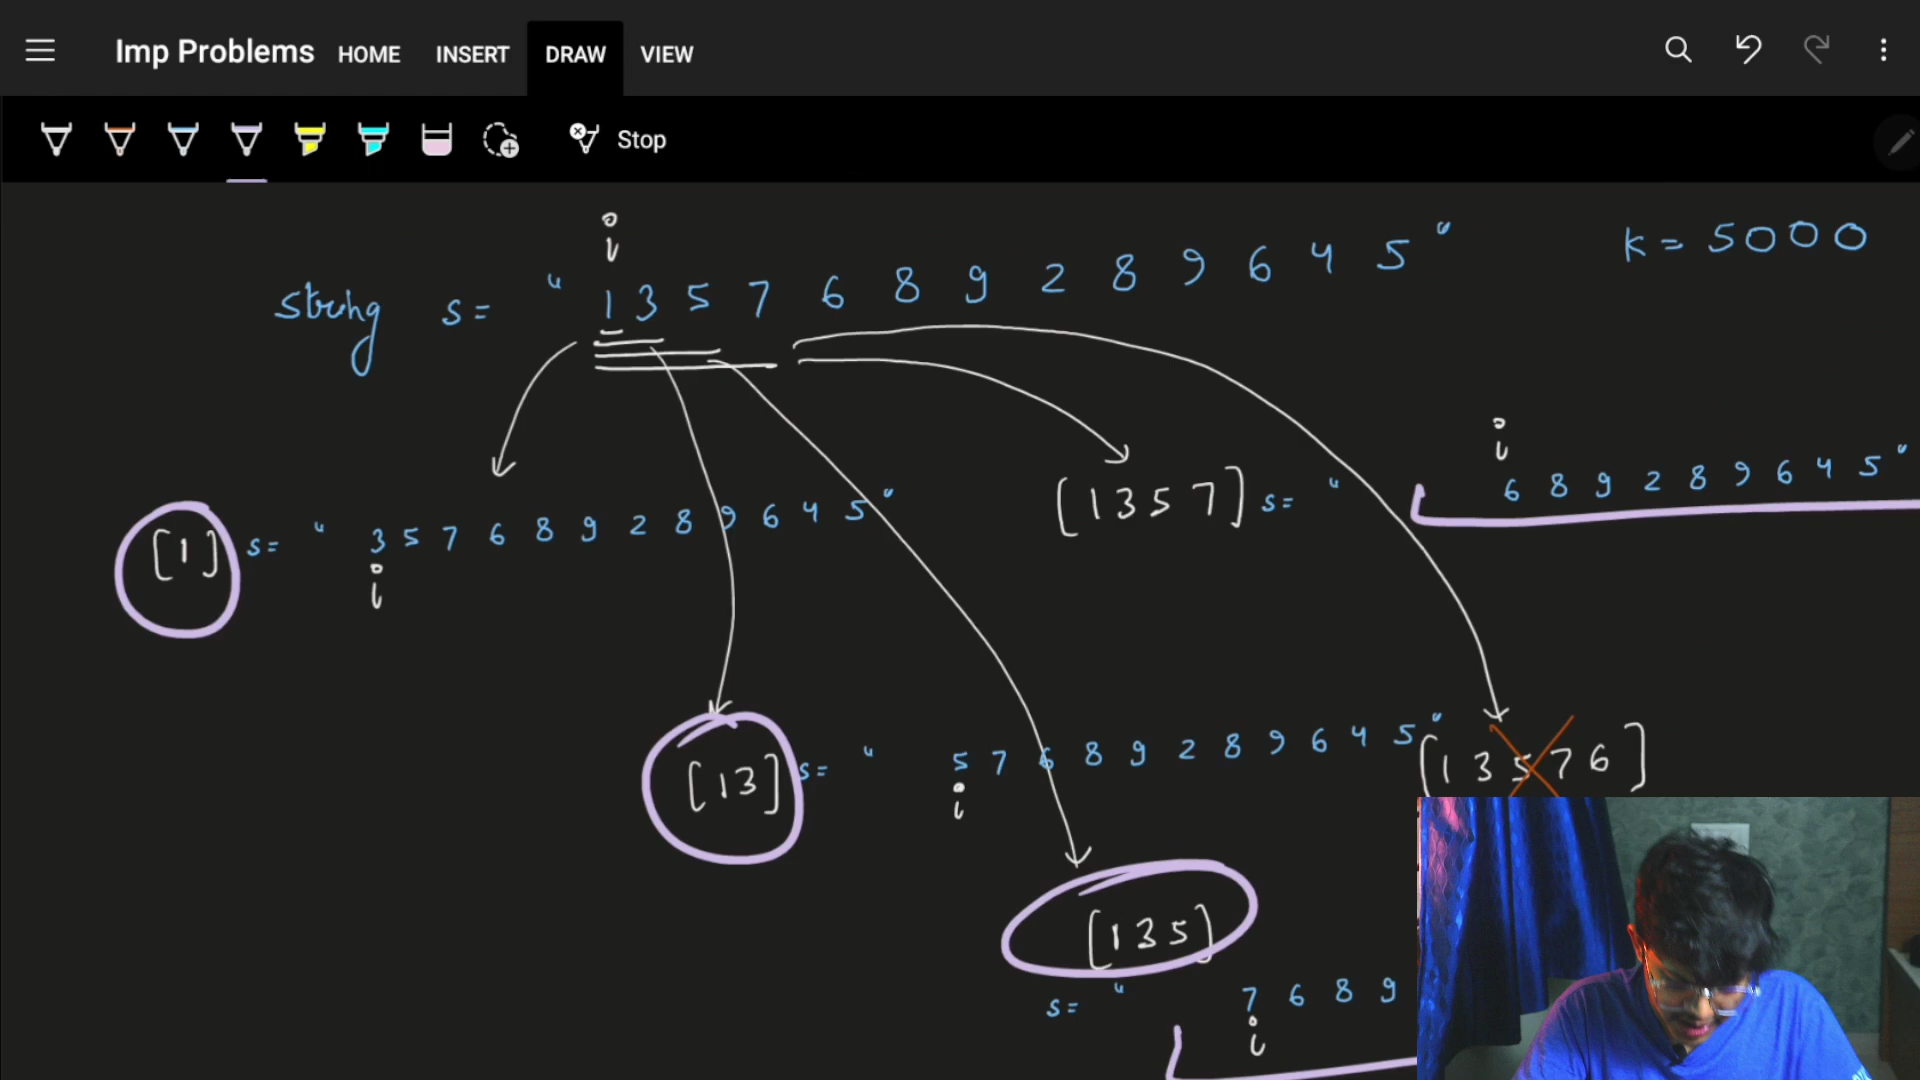 Imp Problems HOME INSERT DRAW VIEW
Stop
i
string s = " 1 3 5 7 6 8 9 2 8 9 6 4 5 " k = 5000
i
[1] s = " 3 5 7 6 8 9 2 8 9 6 4 5 "
i
[1 3 5 7] s = " 6 8 9 2 8 9 6 4 5 "
[13] s = " 5 7 6 8 9 2 8 9 6 4 5 "
i
[1 3 5 7 6]
[1 3 5]
s = " 7 6 8 9
i